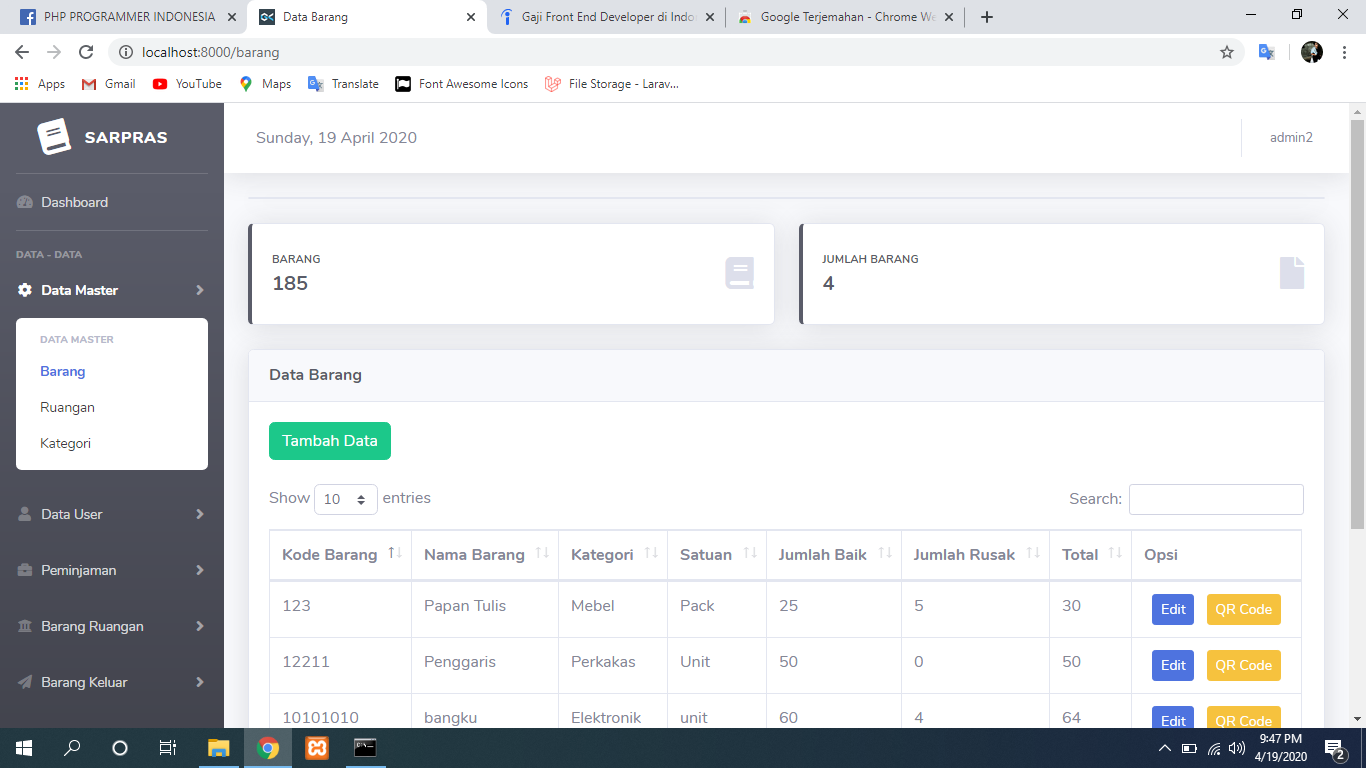 PHP PROGRAMMER INDONESIA
Data Barang
Gaji Front End Developer di Indo
Google Terjemahan - Chrome We
localhost:8000/barang
Apps
Gmail
YouTube
Maps
Translate
Font Awesome Icons
File Storage - Larav...
SARPRAS
Sunday, 19 April 2020
admin2
Dashboard
DATA - DATA
Data Master
DATA MASTER
Barang
Ruangan
Kategori
Data User
Peminjaman
Barang Ruangan
Barang Keluar
BARANG
185
JUMLAH BARANG
4
Data Barang
Tambah Data
Show 10 entries
Search:
Kode Barang Nama Barang Kategori Satuan Jumlah Baik Jumlah Rusak Total Opsi
123 Papan Tulis Mebel Pack 25 5 30 Edit QR Code
12211 Penggaris Perkakas Unit 50 0 50 Edit QR Code
10101010 bangku Elektronik unit 60 4 64 Edit QR Code
9:47 PM
4/19/2020
2